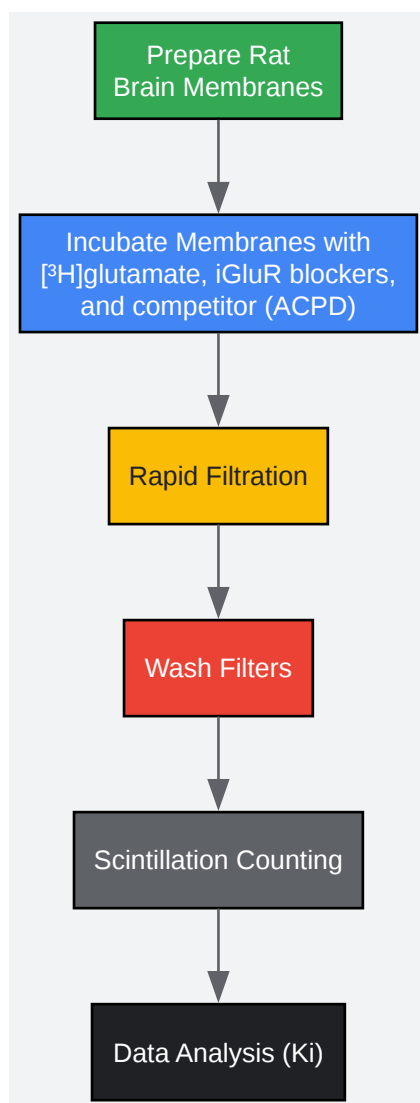 Prepare Rat
Brain Membranes
Incubate Membranes with
[³H]glutamate, iGluR blockers,
and competitor (ACPD)
Rapid Filtration
Wash Filters
Scintillation Counting
Data Analysis (Ki)